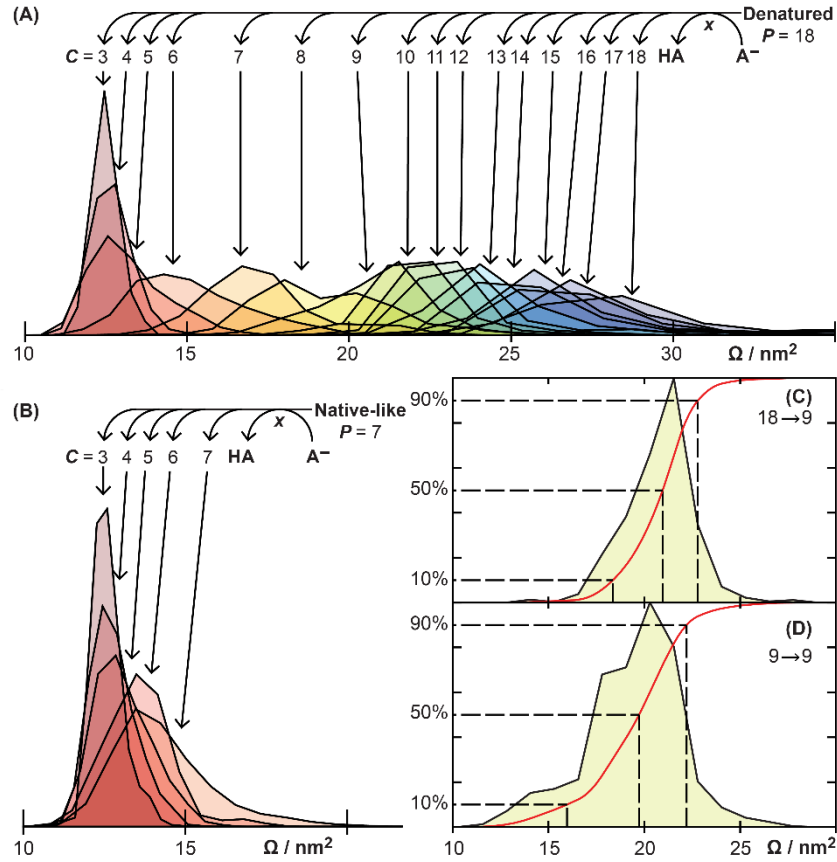 (A)
Denatured
P = 18
x
C = 3 4 5 6 7 8 9 10 11 12 13 14 15 16 17 18 HA A−
10 15 20 25 30 Ω / nm²
(B)
Native-like
P = 7
x
C = 3 4 5 6 7 HA A−
10 15 Ω / nm²
(C)
18→9
90%
50%
10%
(D)
9→9
90%
50%
10%
10 15 20 25 Ω / nm²